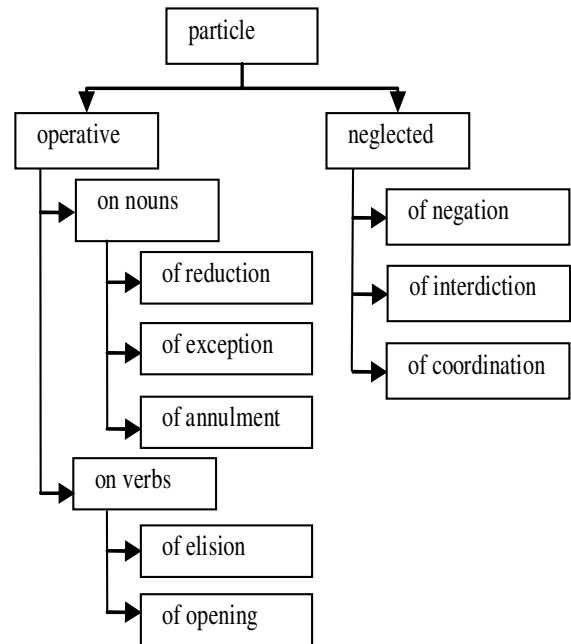 particle
operative
neglected
on nouns
of reduction
of exception
of annulment
on verbs
of elision
of opening
of negation
of interdiction
of coordination